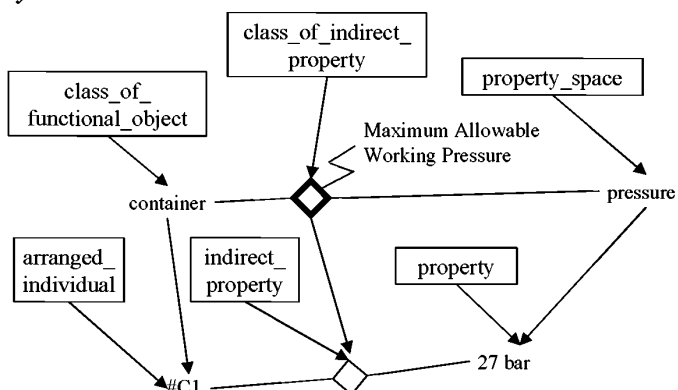 class_of_indirect_
property
property_space
class_of_
functional_object
Maximum Allowable
Working Pressure
container
pressure
arranged_
individual
indirect_
property
property
27 bar
#C1